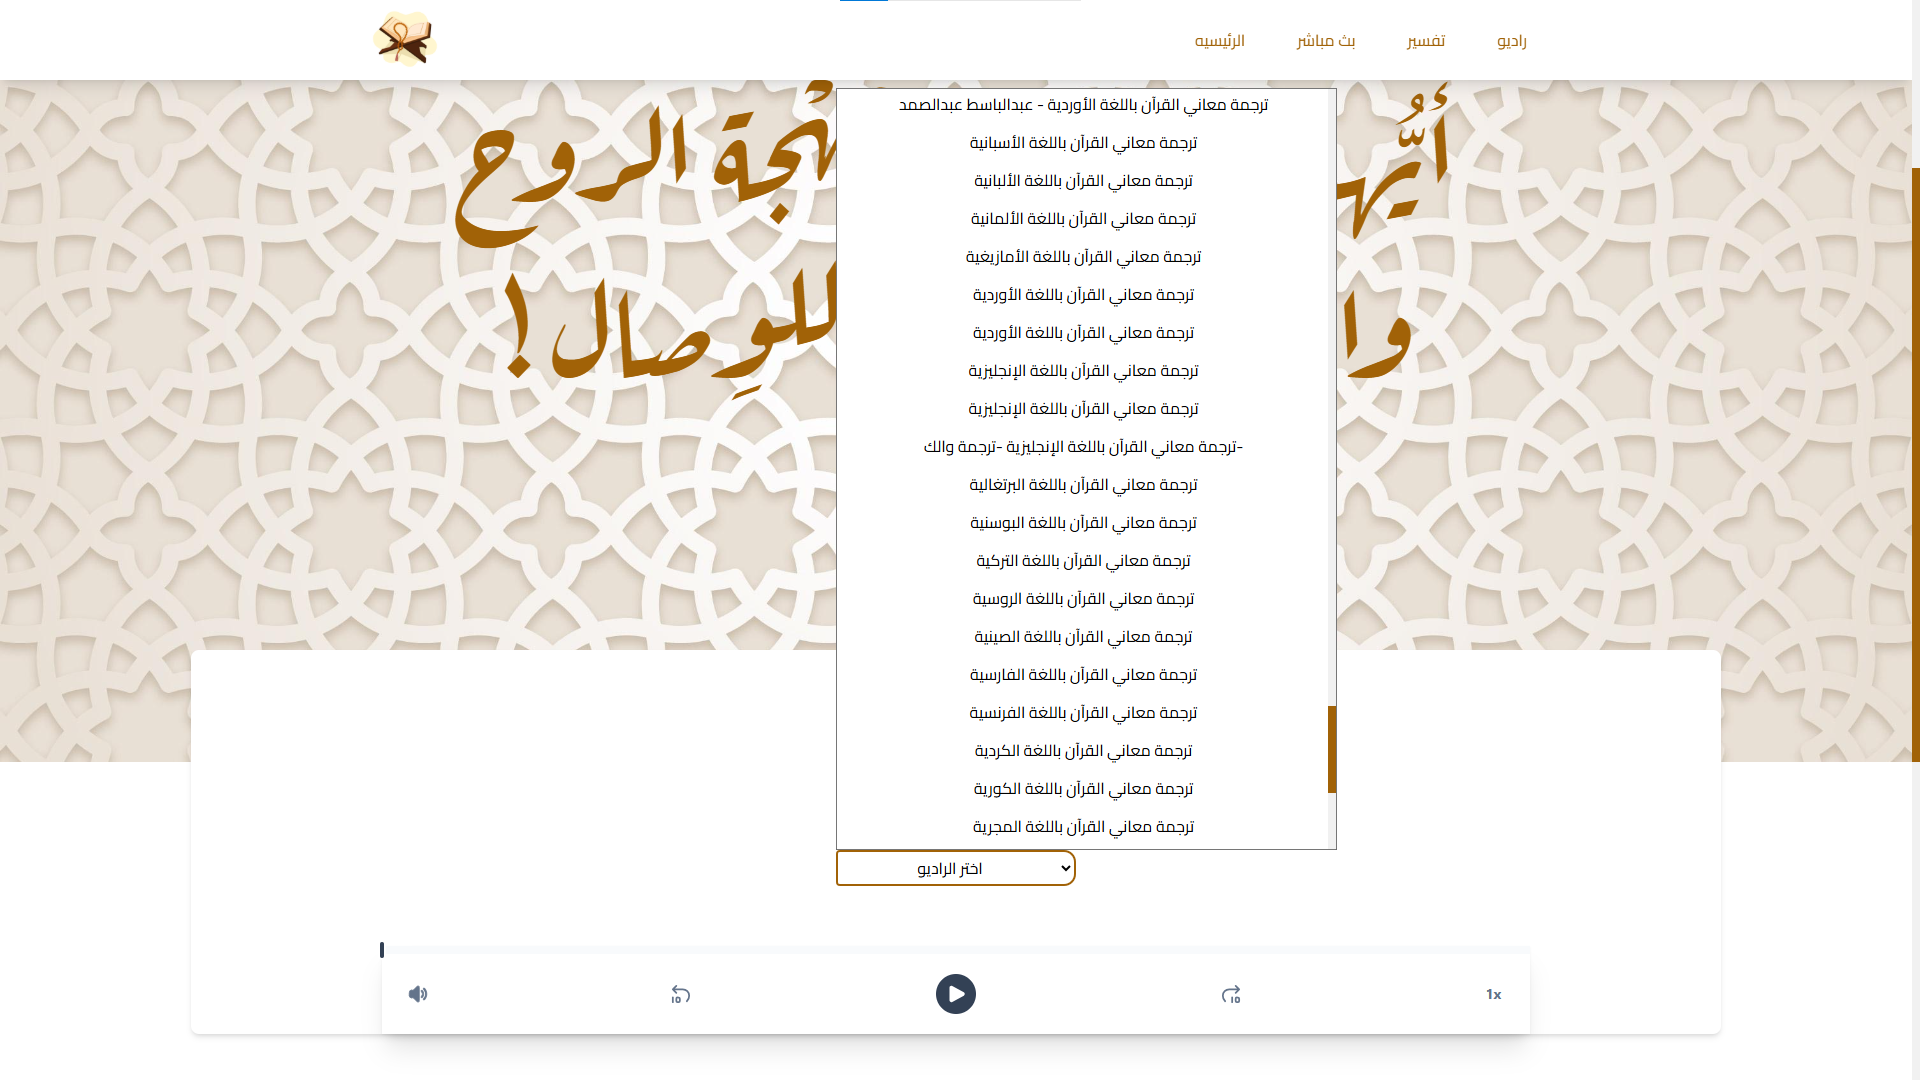 راديو
تفسير
بث مباشر
الرئيسيه
أيُّها
هْجة الروح
وا
للوِصال!
ترجمة معاني القرآن باللغة الأوردية - عبدالباسط عبدالصمد
ترجمة معاني القرآن باللغة الأسبانية
ترجمة معاني القرآن باللغة الألبانية
ترجمة معاني القرآن باللغة الألمانية
ترجمة معاني القرآن باللغة الأمازيغية
ترجمة معاني القرآن باللغة الأوردية
ترجمة معاني القرآن باللغة الأوردية
ترجمة معاني القرآن باللغة الإنجليزية
ترجمة معاني القرآن باللغة الإنجليزية
-ترجمة معاني القرآن باللغة الإنجليزية -ترجمة والك
ترجمة معاني القرآن باللغة البرتغالية
ترجمة معاني القرآن باللغة البوسنية
ترجمة معاني القرآن باللغة التركية
ترجمة معاني القرآن باللغة الروسية
ترجمة معاني القرآن باللغة الصينية
ترجمة معاني القرآن باللغة الفارسية
ترجمة معاني القرآن باللغة الفرنسية
ترجمة معاني القرآن باللغة الكردية
ترجمة معاني القرآن باللغة الكورية
ترجمة معاني القرآن باللغة المجرية
اختر الراديو
10
10
1x